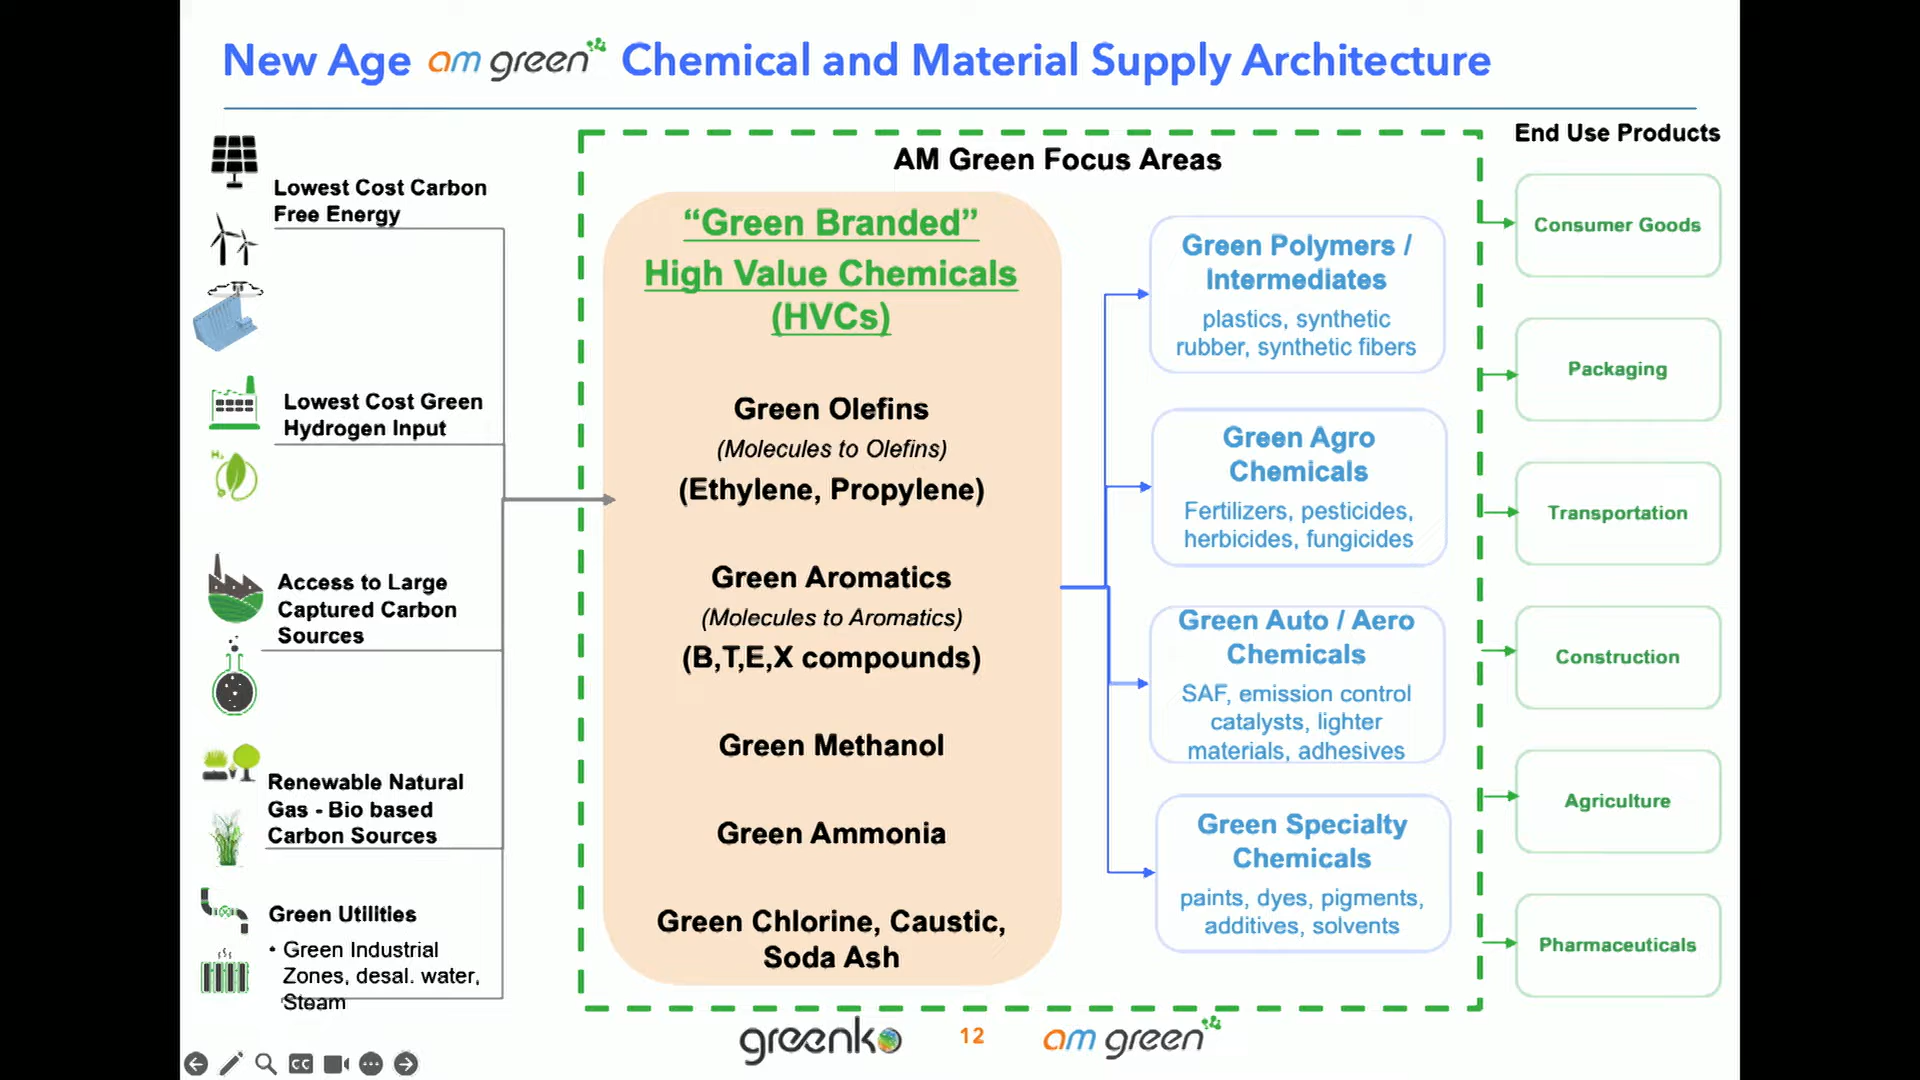 New Age am green Chemical and Material Supply Architecture
Lowest Cost Carbon
Free Energy
Lowest Cost Green
Hydrogen Input
H₂
Access to Large
Captured Carbon
Sources
Renewable Natural
Gas - Bio based
Carbon Sources
Green Utilities
• Green Industrial
Zones, desal. water,
Steam
AM Green Focus Areas
“Green Branded”
High Value Chemicals
(HVCs)
Green Olefins
(Molecules to Olefins)
(Ethylene, Propylene)
Green Aromatics
(Molecules to Aromatics)
(B,T,E,X compounds)
Green Methanol
Green Ammonia
Green Chlorine, Caustic,
Soda Ash
Green Polymers /
Intermediates
plastics, synthetic
rubber, synthetic fibers
Green Agro
Chemicals
Fertilizers, pesticides,
herbicides, fungicides
Green Auto / Aero
Chemicals
SAF, emission control
catalysts, lighter
materials, adhesives
Green Specialty
Chemicals
paints, dyes, pigments,
additives, solvents
End Use Products
Consumer Goods
Packaging
Transportation
Construction
Agriculture
Pharmaceuticals
greenko
12
am green
CC